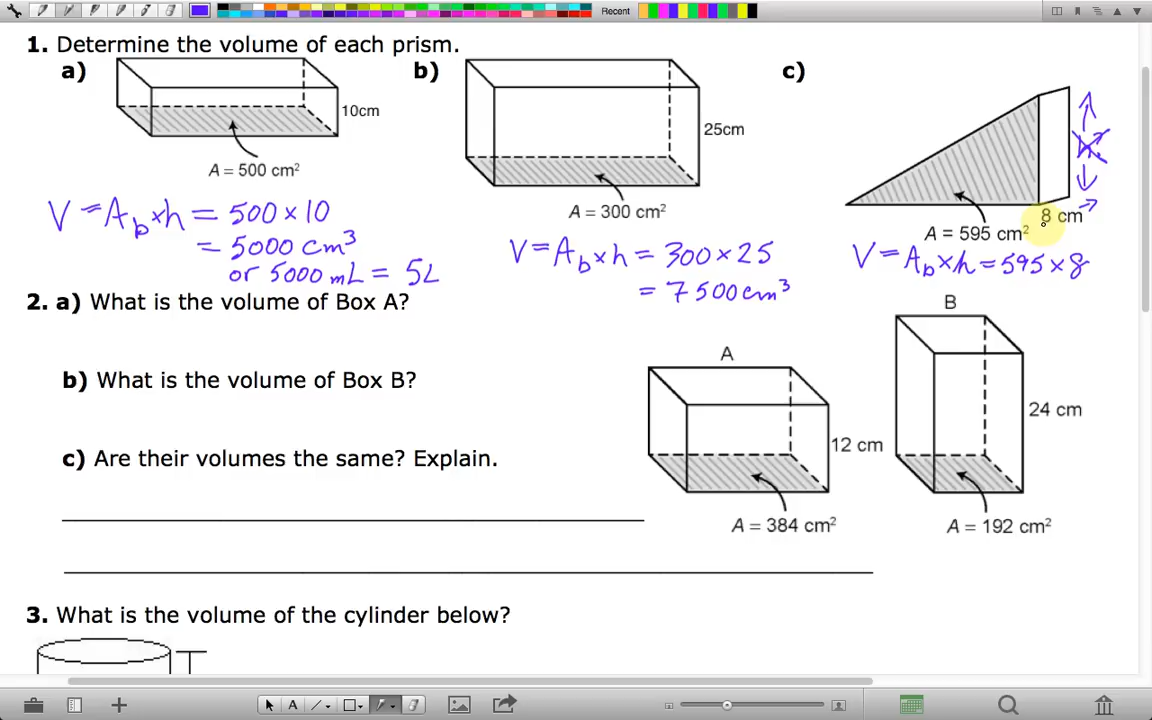 Recent
1. Determine the volume of each prism.
a)
b)
c)
10cm
A = 500 cm²
25cm
A = 300 cm²
8 cm
A = 595 cm²
V = A_b × h = 500 × 10
= 5000 cm³
or 5000 mL = 5L
V = A_b × h = 300 × 25
= 7500 cm³
V = A_b × h = 595 × 8
2. a) What is the volume of Box A?
b) What is the volume of Box B?
c) Are their volumes the same? Explain.
A
12 cm
A = 384 cm²
B
24 cm
A = 192 cm²
3. What is the volume of the cylinder below?
A